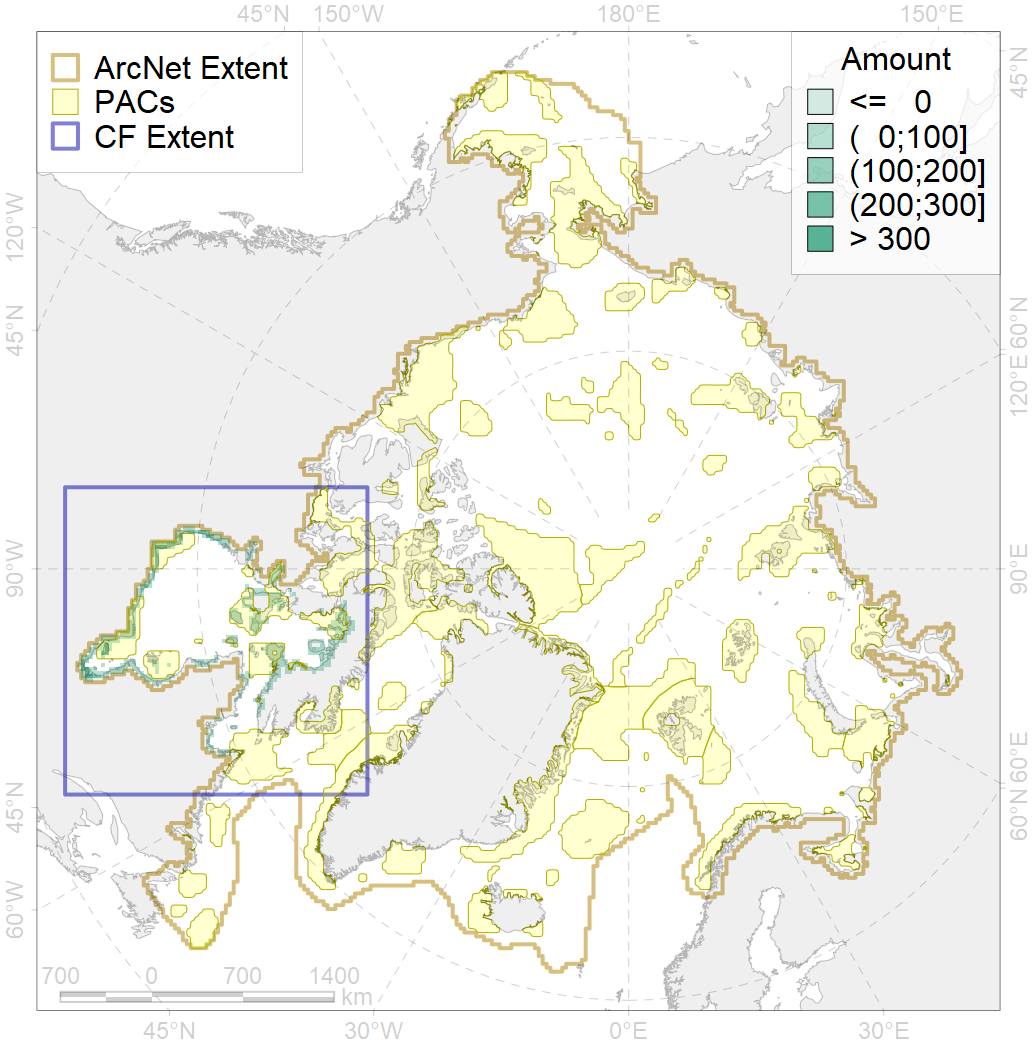 45°N 150°W 180°E 150°E
ArcNet Extent
PACs
CF Extent
Amount
<= 0
( 0;100]
(100;200]
(200;300]
> 300
45°N
120°W
45°N
90°W
45°N
60°W
60°N
120°E
90°E
60°E
60°N
700 0 700 1400
km
45°N 30°W 0°E 30°E